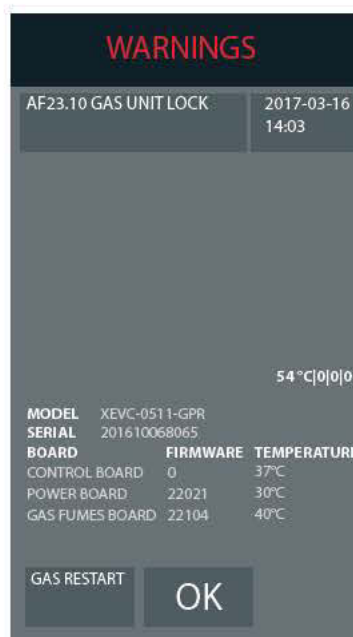 WARNINGS
AF23.10 GAS UNIT LOCK 2017-03-16
14:03
54°C|0|0|0
MODEL XEVC-0511-GPR
SERIAL 201610068065
BOARD FIRMWARE TEMPERATURE
CONTROL BOARD 0 37°C
POWER BOARD 22021 30°C
GAS FUMES BOARD 22104 40°C
GAS RESTART OK